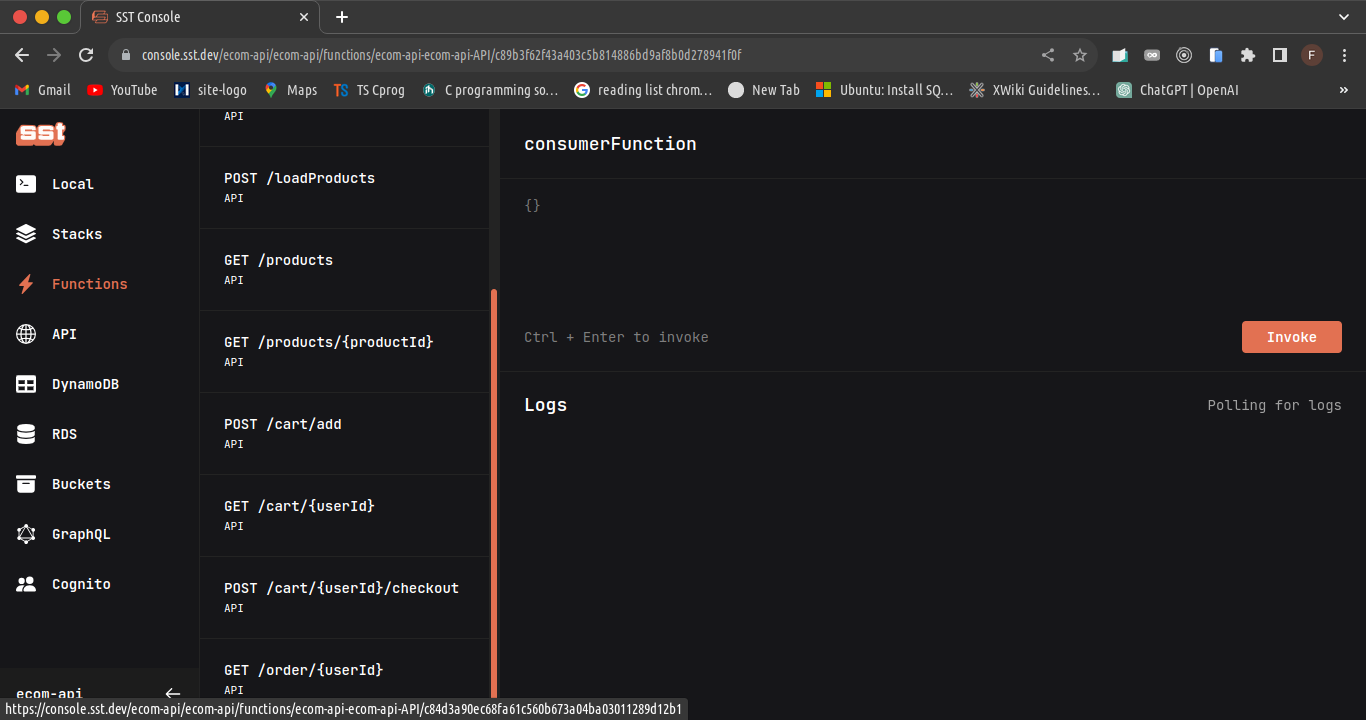 SST Console
console.sst.dev/ecom-api/ecom-api/functions/ecom-api-ecom-api-API/c89b3f62f43a403c5b814886bd9af8b0d278941f0f
F
Gmail
YouTube
site-logo
Maps
TS Cprog
C programming so…
reading list chrom…
New Tab
Ubuntu: Install SQ…
XWiki Guidelines…
ChatGPT | OpenAI
sst
Local
Stacks
Functions
API
DynamoDB
RDS
Buckets
GraphQL
Cognito
ecom-api
API
POST /loadProducts
API
GET /products
API
GET /products/{productId}
API
POST /cart/add
API
GET /cart/{userId}
API
POST /cart/{userId}/checkout
API
GET /order/{userId}
API
consumerFunction
{}
Ctrl + Enter to invoke
Invoke
Logs
Polling for logs
https://console.sst.dev/ecom-api/ecom-api/functions/ecom-api-ecom-api-API/c84d3a90ec68fa61c560b673a04ba03011289d12b1